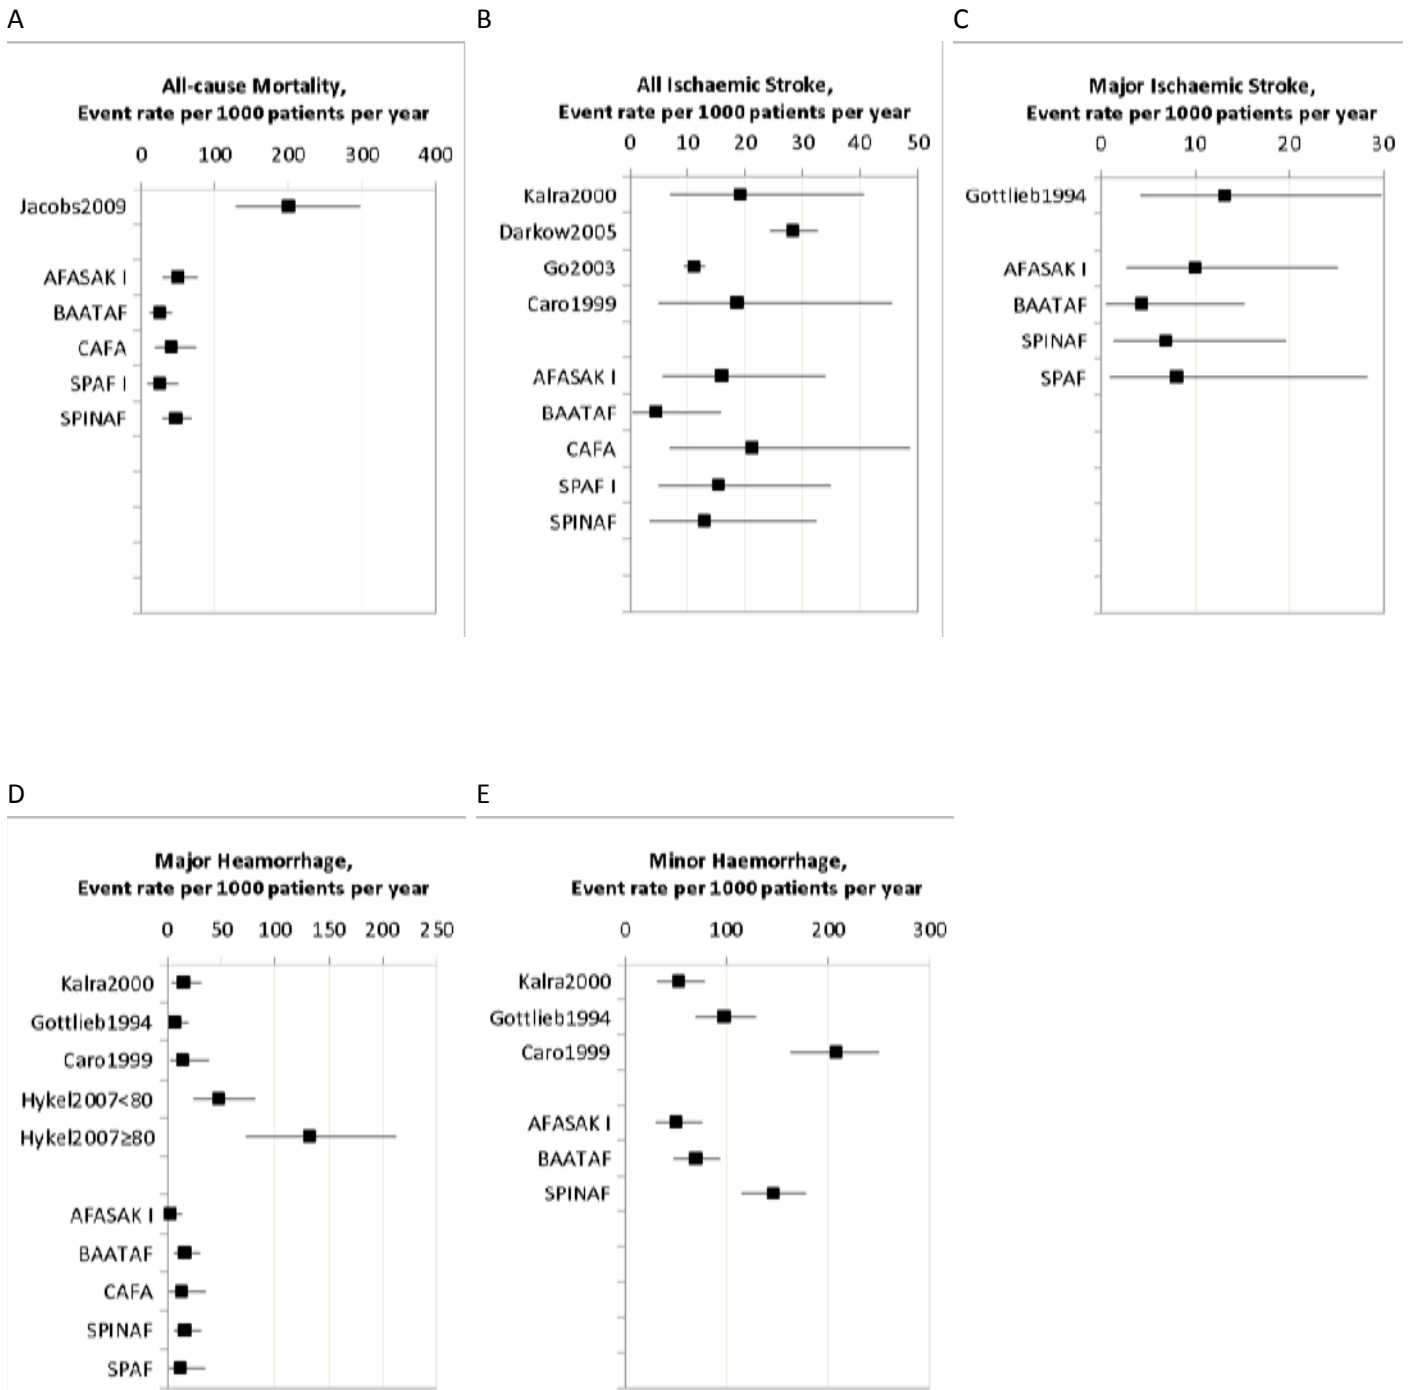 A
All-cause Mortality,
Event rate per 1000 patients per year
0 100 200 300 400
Jacobs2009
AFASAK I
BAATAF
CAFA
SPAF I
SPINAF
B
All Ischaemic Stroke,
Event rate per 1000 patients per year
0 10 20 30 40 50
Kalra2000
Darkow2005
Go2003
Caro1999
AFASAK I
BAATAF
CAFA
SPAF I
SPINAF
C
Major Ischaemic Stroke,
Event rate per 1000 patients per year
0 10 20 30
Gottlieb1994
AFASAK I
BAATAF
SPINAF
SPAF
D
Major Heamorrhage,
Event rate per 1000 patients per year
0 50 100 150 200 250
Kalra2000
Gottlieb1994
Caro1999
Hykel2007<80
Hykel2007≥80
AFASAK I
BAATAF
CAFA
SPINAF
SPAF
E
Minor Haemorrhage,
Event rate per 1000 patients per year
0 100 200 300
Kalra2000
Gottlieb1994
Caro1999
AFASAK I
BAATAF
SPINAF